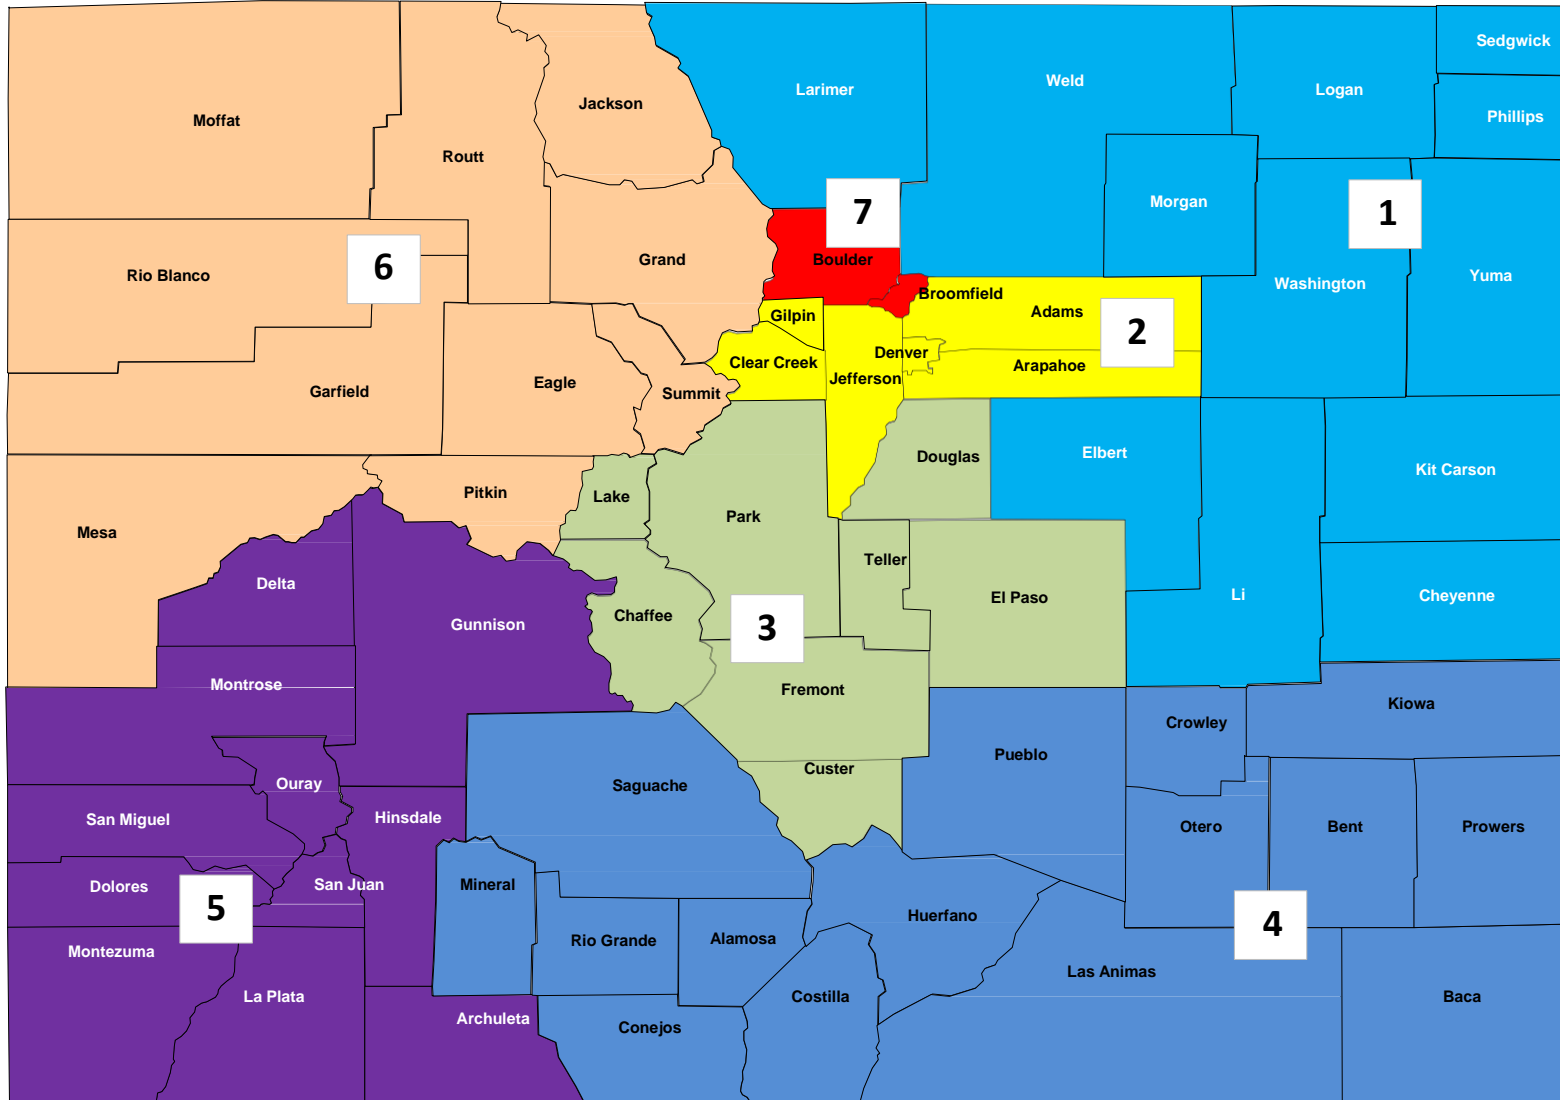 Sedgwick
Weld
Larimer
Logan
Jackson
Phillips
Moffat
Routt
Morgan
7
1
Grand
6
Boulder
Rio Blanco
Washington
Yuma
Broomfield
Gilpin
Adams
2
Denver
Clear Creek
Arapahoe
Jefferson
Eagle
Garfield
Summit
Elbert
Douglas
Kit Carson
Pitkin
Lake
Park
Mesa
Teller
Delta
El Paso
Li
Cheyenne
Chaffee
Gunnison
3
Montrose
Fremont
Kiowa
Crowley
Pueblo
Custer
Ouray
Saguache
San Miguel
Hinsdale
Otero
Bent
Prowers
Dolores
San Juan
Mineral
5
Huerfano
4
Rio Grande
Alamosa
Montezuma
Las Animas
La Plata
Costilla
Baca
Archuleta
Conejos